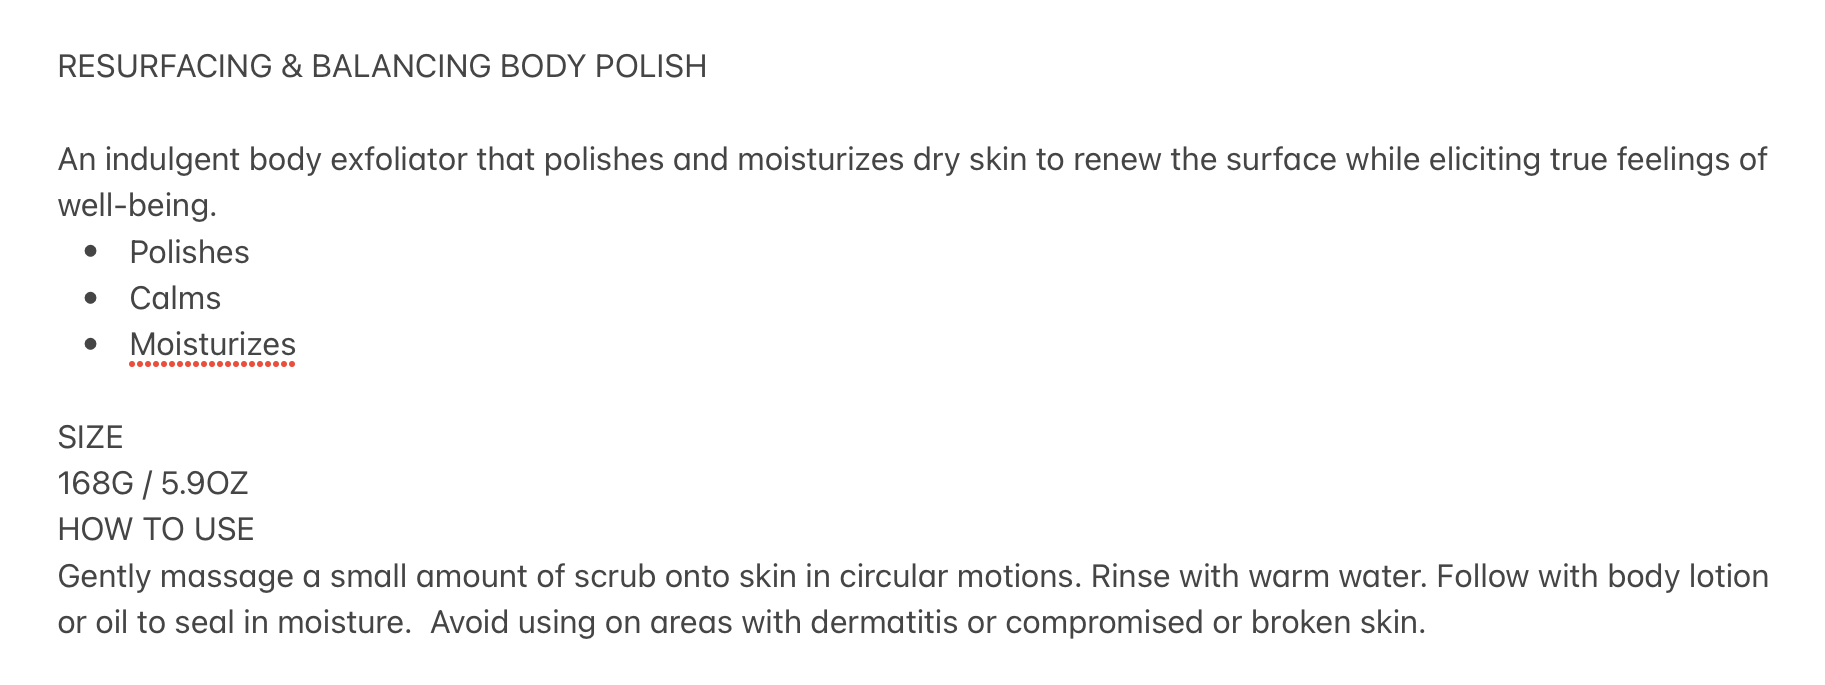 RESURFACING & BALANCING BODY POLISH
An indulgent body exfoliator that polishes and moisturizes dry skin to renew the surface while eliciting true feelings of
well-being.
• Polishes
• Calms
• Moisturizes
SIZE
168G / 5.9OZ
HOW TO USE
Gently massage a small amount of scrub onto skin in circular motions. Rinse with warm water. Follow with body lotion
or oil to seal in moisture.  Avoid using on areas with dermatitis or compromised or broken skin.